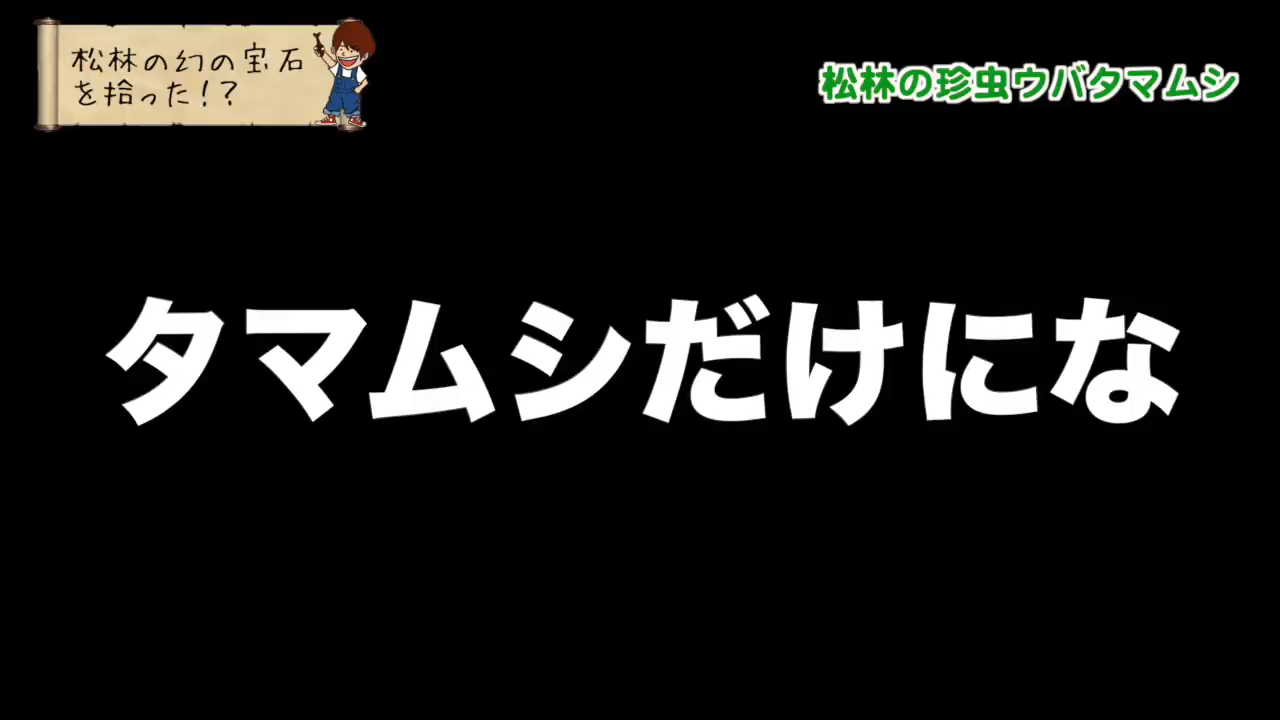 松林の幻の宝石
を拾った!?
松林の珍虫ウバタマムシ
タマムシだけにな